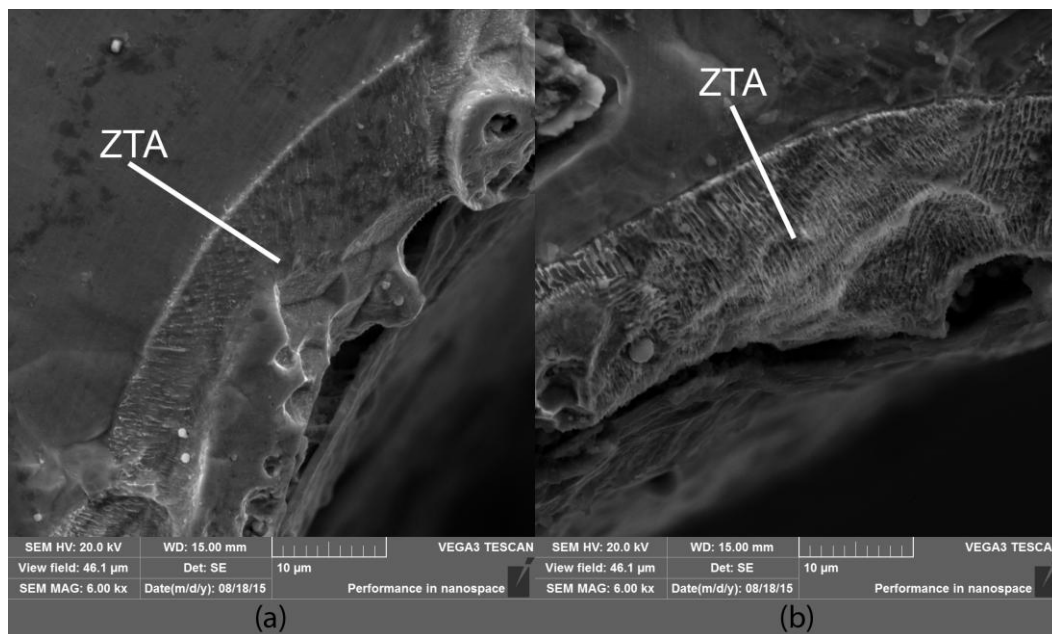 ZTA
ZTA
SEM HV: 20.0 kV WD: 15.00 mm VEGA3 TESCAN
View field: 46.1 µm Det: SE 10 µm
SEM MAG: 6.00 kx Date(m/d/y): 08/18/15 Performance in nanospace
SEM HV: 20.0 kV WD: 15.00 mm VEGA3 TESCA
View field: 46.1 µm Det: SE 10 µm
SEM MAG: 6.00 kx Date(m/d/y): 08/18/15 Performance in nanospace
(a)
(b)